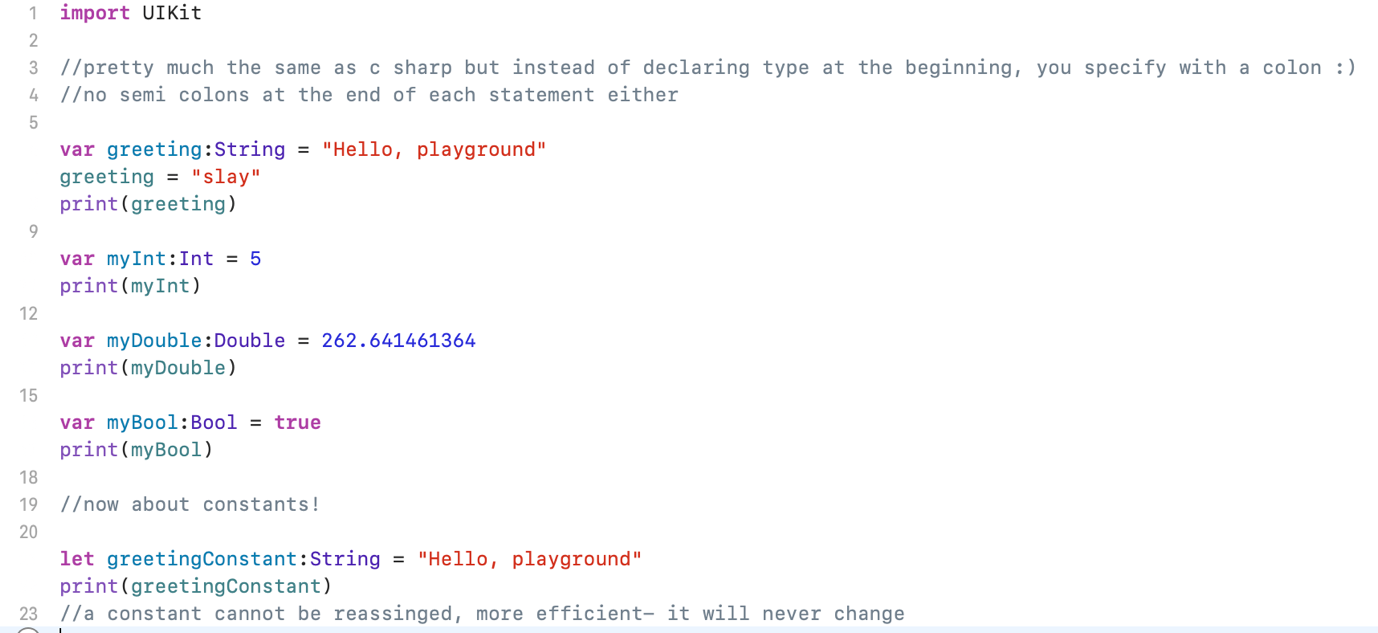 1 import UIKit
2
3 //pretty much the same as c sharp but instead of declaring type at the beginning, you specify with a colon :)
4 //no semi colons at the end of each statement either
5
var greeting:String = "Hello, playground"
greeting = "slay"
print(greeting)
9
var myInt:Int = 5
print(myInt)
12
var myDouble:Double = 262.641461364
print(myDouble)
15
var myBool:Bool = true
print(myBool)
18
19 //now about constants!
20
let greetingConstant:String = "Hello, playground"
print(greetingConstant)
23 //a constant cannot be reassinged, more efficient– it will never change